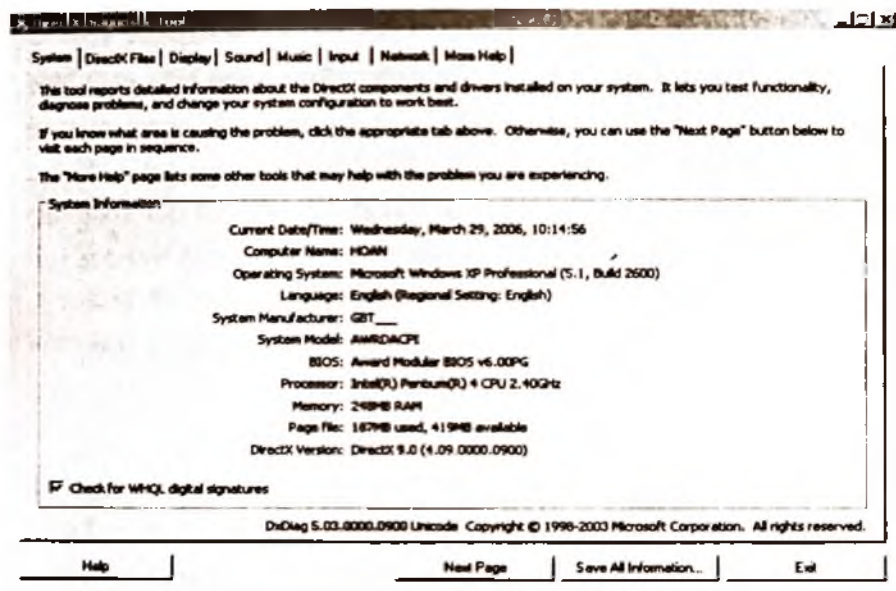 Tool
System | DirectX Files | Display | Sound | Music | Input | Network | More Help |
This tool reports detailed information about the DirectX components and drivers installed on your system. It lets you test functionality,
diagnose problems, and change your system configuration to work best.
If you know what area is causing the problem, click the appropriate tab above. Otherwise, you can use the "Next Page" button below to
visit each page in sequence.
The "More Help" page lists some other tools that may help with the problem you are experiencing.
System Information
Current Date/Time: Wednesday, March 29, 2006, 10:14:56
Computer Name: HOAN
Operating System: Microsoft Windows XP Professional (5.1, Build 2600)
Language: English (Regional Setting: English)
System Manufacturer: GBT___
System Model: AWRDACPI
BIOS: Award Modular BIOS v6.00PG
Processor: Intel(R) Pentium(R) 4 CPU 2.40GHz
Memory: 248MB RAM
Page file: 187MB used, 419MB available
DirectX Version: DirectX 9.0 (4.09.0000.0900)
Check for WHQL digital signatures
DxDiag 5.03.0000.0900 Unicode Copyright © 1998-2003 Microsoft Corporation. All rights reserved.
Help
Next Page
Save All Information...
Exit